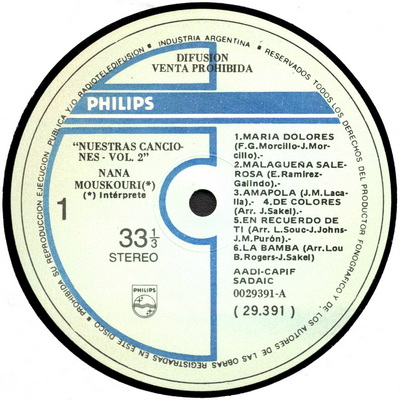 INDUSTRIA ARGENTINA
RESERVADOS TODOS LOS DERECHOS DEL PRODUCTOR FONOGRAFICO Y DE LOS AUTORES DE LAS OBRAS REGISTRADAS EN ESTE DISCO • PROHIBIDA SU REPRODUCCION EJECUCION PUBLICA Y/O RADIOTELEDIFUSION •
DIFUSION
VENTA PROHIBIDA
PHILIPS
"NUESTRAS CANCIO-
NES - VOL. 2"
NANA
MOUSKOURI(*)
(*) Intérprete
1
33 1/3
STEREO
PHILIPS
1.MARIA DOLORES
(F.G.Morcillo-J.Mor-
cillo).-
2.MALAGUEÑA SALE-
ROSA (E.Ramirez-
Galindo).-
3.AMAPOLA (J.M.Laca-
lla).- 4.DE COLORES
(Arr. J.Sakel).-
5.EN RECUERDO DE
TI (Arr. L.Souc-J.Johns-
J.M.Purón).-
6.LA BAMBA (Arr.Lou
B.Rogers-J.Sakel).-
AADI-CAPIF
SADAIC
0029391-A
( 29.391 )